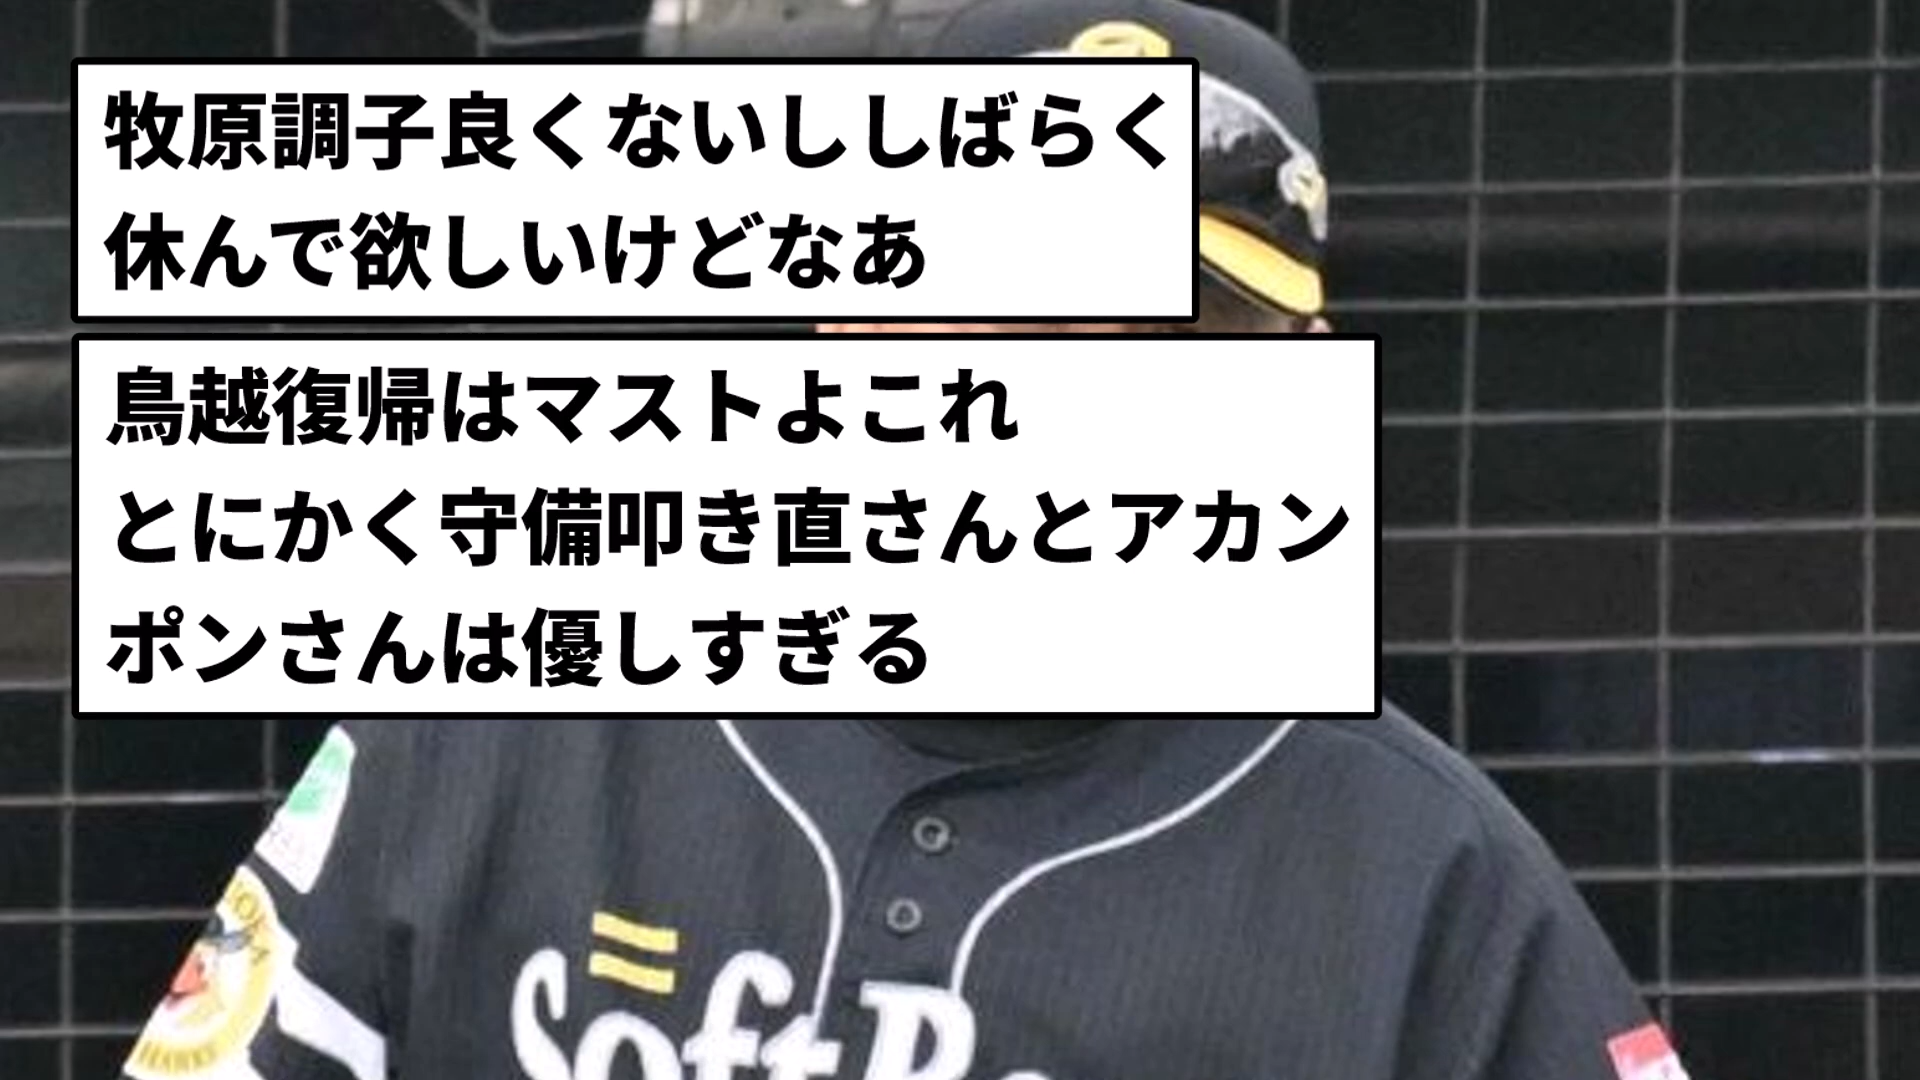 牧原調子良くないししばらく
休んで欲しいけどなあ
鳥越復帰はマストよこれ
とにかく守備叩き直さんとアカン
ポンさんは優しすぎる